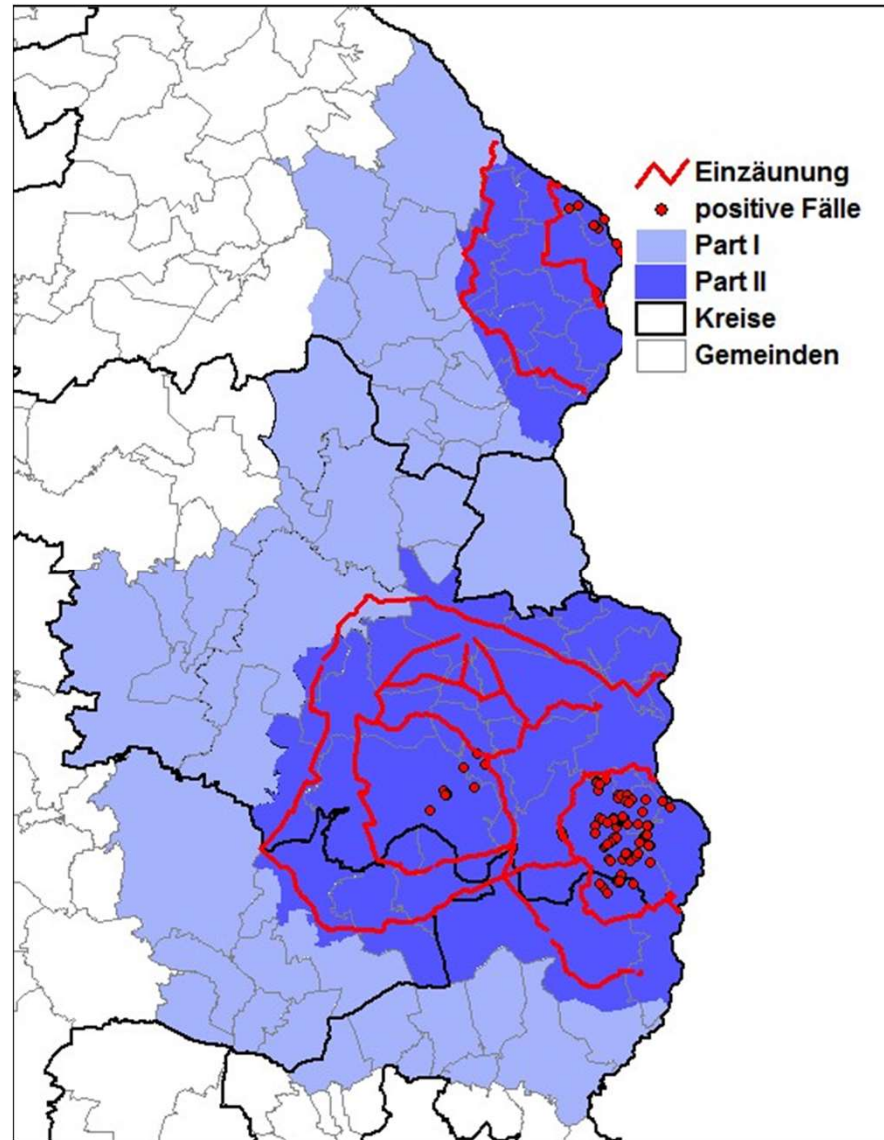 Einzäunung
positive Fälle
Part I
Part II
Kreise
Gemeinden